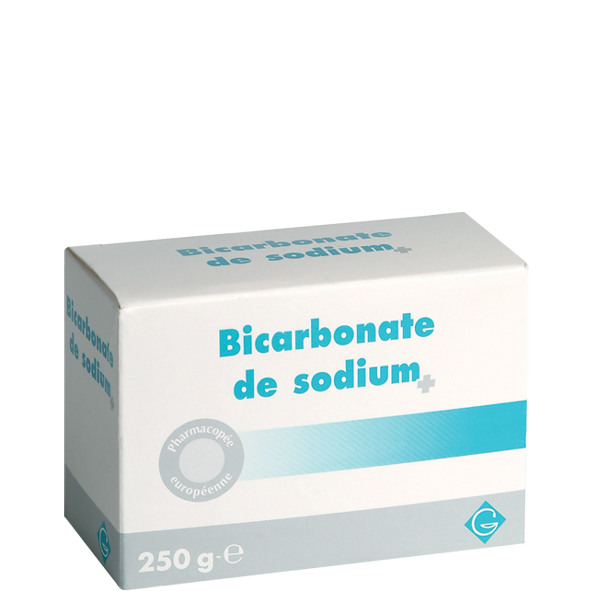 Bicarbonate
de sodium
Bicarbonate
de sodium
Bicarbonate
de sodium
Pharmacopée
européenne
250 g-℮
G